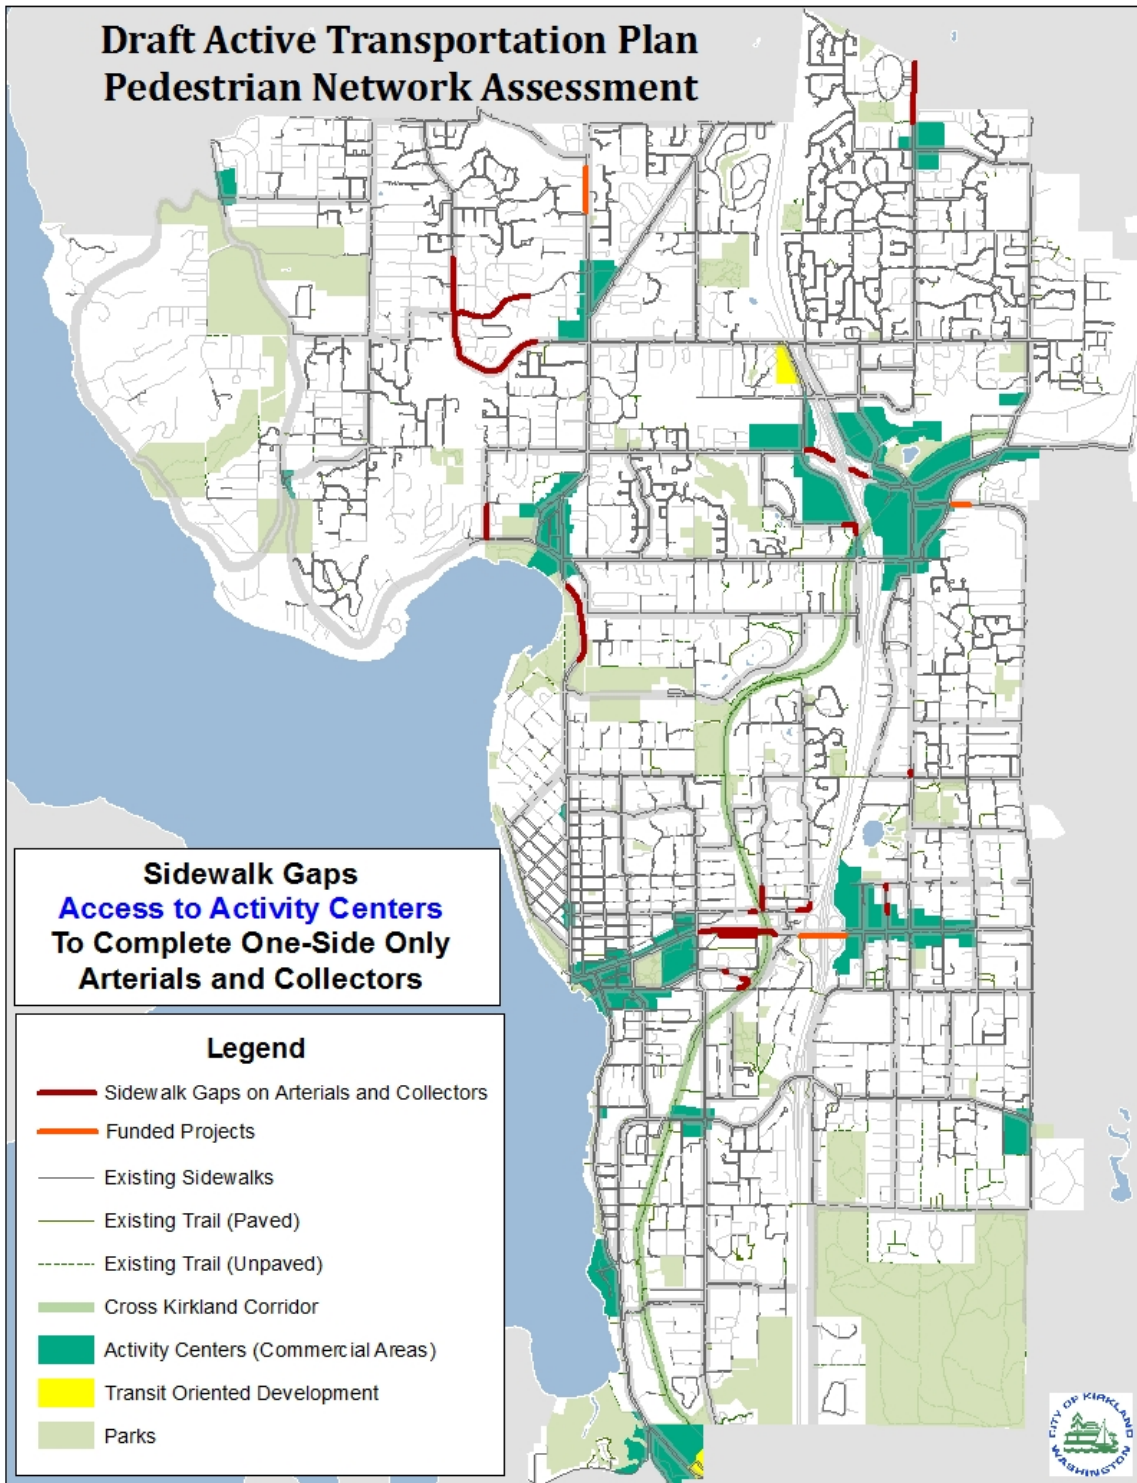 Draft Active Transportation Plan
Pedestrian Network Assessment
Sidewalk Gaps
Access to Activity Centers
To Complete One-Side Only
Arterials and Collectors
Legend
Sidewalk Gaps on Arterials and Collectors
Funded Projects
Existing Sidewalks
Existing Trail (Paved)
Existing Trail (Unpaved)
Cross Kirkland Corridor
Activity Centers (Commercial Areas)
Transit Oriented Development
Parks
CITY OF KIRKLAND
WASHINGTON